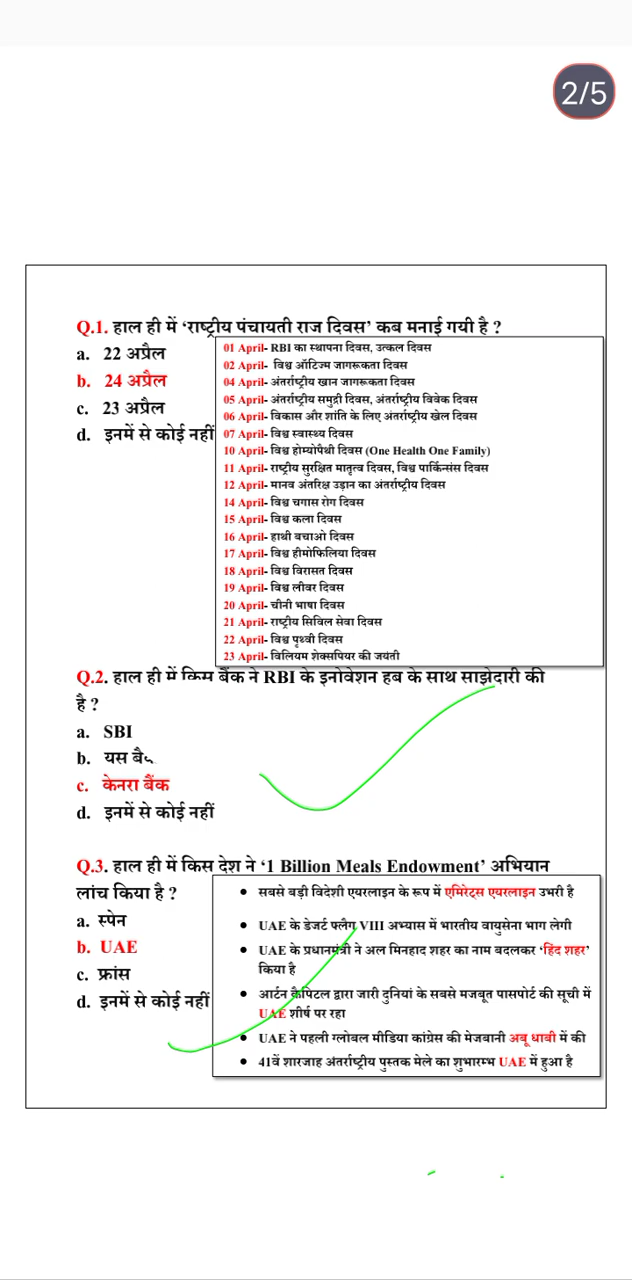 2/5
Q.1. हाल ही में ‘राष्ट्रीय पंचायती राज दिवस’ कब मनाई गयी है ?
a. 22 अप्रैल
b. 24 अप्रैल
c. 23 अप्रैल
d. इनमें से कोई नहीं
01 April- RBI का स्थापना दिवस, उत्कल दिवस
02 April- विश्व ऑटिज्म जागरूकता दिवस
04 April- अंतर्राष्ट्रीय खान जागरूकता दिवस
05 April- अंतर्राष्ट्रीय समुद्री दिवस, अंतर्राष्ट्रीय विवेक दिवस
06 April- विकास और शांति के लिए अंतर्राष्ट्रीय खेल दिवस
07 April- विश्व स्वास्थ्य दिवस
10 April- विश्व होम्योपैथी दिवस (One Health One Family)
11 April- राष्ट्रीय सुरक्षित मातृत्व दिवस, विश्व पार्किन्संस दिवस
12 April- मानव अंतरिक्ष उड़ान का अंतर्राष्ट्रीय दिवस
14 April- विश्व चगास रोग दिवस
15 April- विश्व कला दिवस
16 April- हाथी बचाओ दिवस
17 April- विश्व हीमोफिलिया दिवस
18 April- विश्व विरासत दिवस
19 April- विश्व लीवर दिवस
20 April- चीनी भाषा दिवस
21 April- राष्ट्रीय सिविल सेवा दिवस
22 April- विश्व पृथ्वी दिवस
23 April- विलियम शेक्सपियर की जयंती
Q.2. हाल ही में किस बैंक ने RBI के इनोवेशन हब के साथ साझेदारी की
है ?
a. SBI
b. यस
c. केनरा बैंक
d. इनमें से कोई नहीं
Q.3. हाल ही में किस देश ने ‘1 Billion Meals Endowment’ अभियान
लांच किया है ?
a. स्पेन
b. UAE
c. फ्रांस
d. इनमें से कोई नहीं
• सबसे बड़ी विदेशी एयरलाइन के रूप में एमिरेट्स एयरलाइन उभरी है
• UAE के डेजर्ट फ्लैग VIII अभ्यास में भारतीय वायुसेना भाग लेगी
• UAE के प्रधानमंत्री ने अल मिनहाद शहर का नाम बदलकर ‘हिंद शहर’
किया है
• आर्टन कैपिटल द्वारा जारी दुनियां के सबसे मजबूत पासपोर्ट की सूची में
UAE शीर्ष पर रहा
• UAE ने पहली ग्लोबल मीडिया कांग्रेस की मेजबानी अबू धाबी में की
• 41वें शारजाह अंतर्राष्ट्रीय पुस्तक मेले का शुभारम्भ UAE में हुआ है